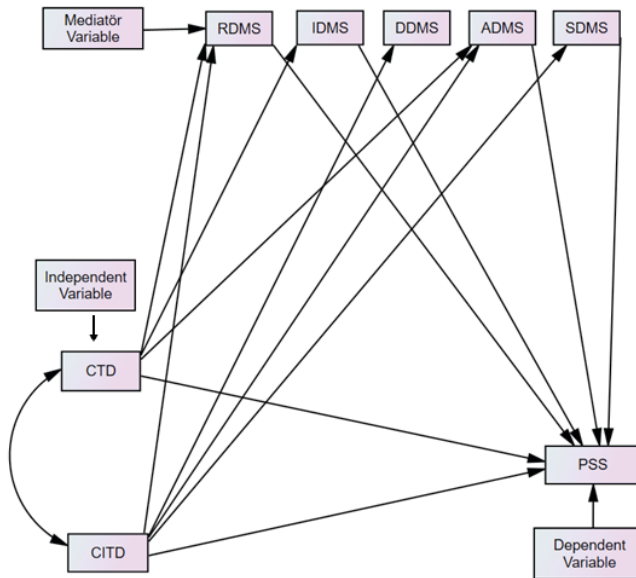 Mediatör
Variable
RDMS
IDMS
DDMS
ADMS
SDMS
Independent
Variable
CTD
PSS
CITD
Dependent
Variable